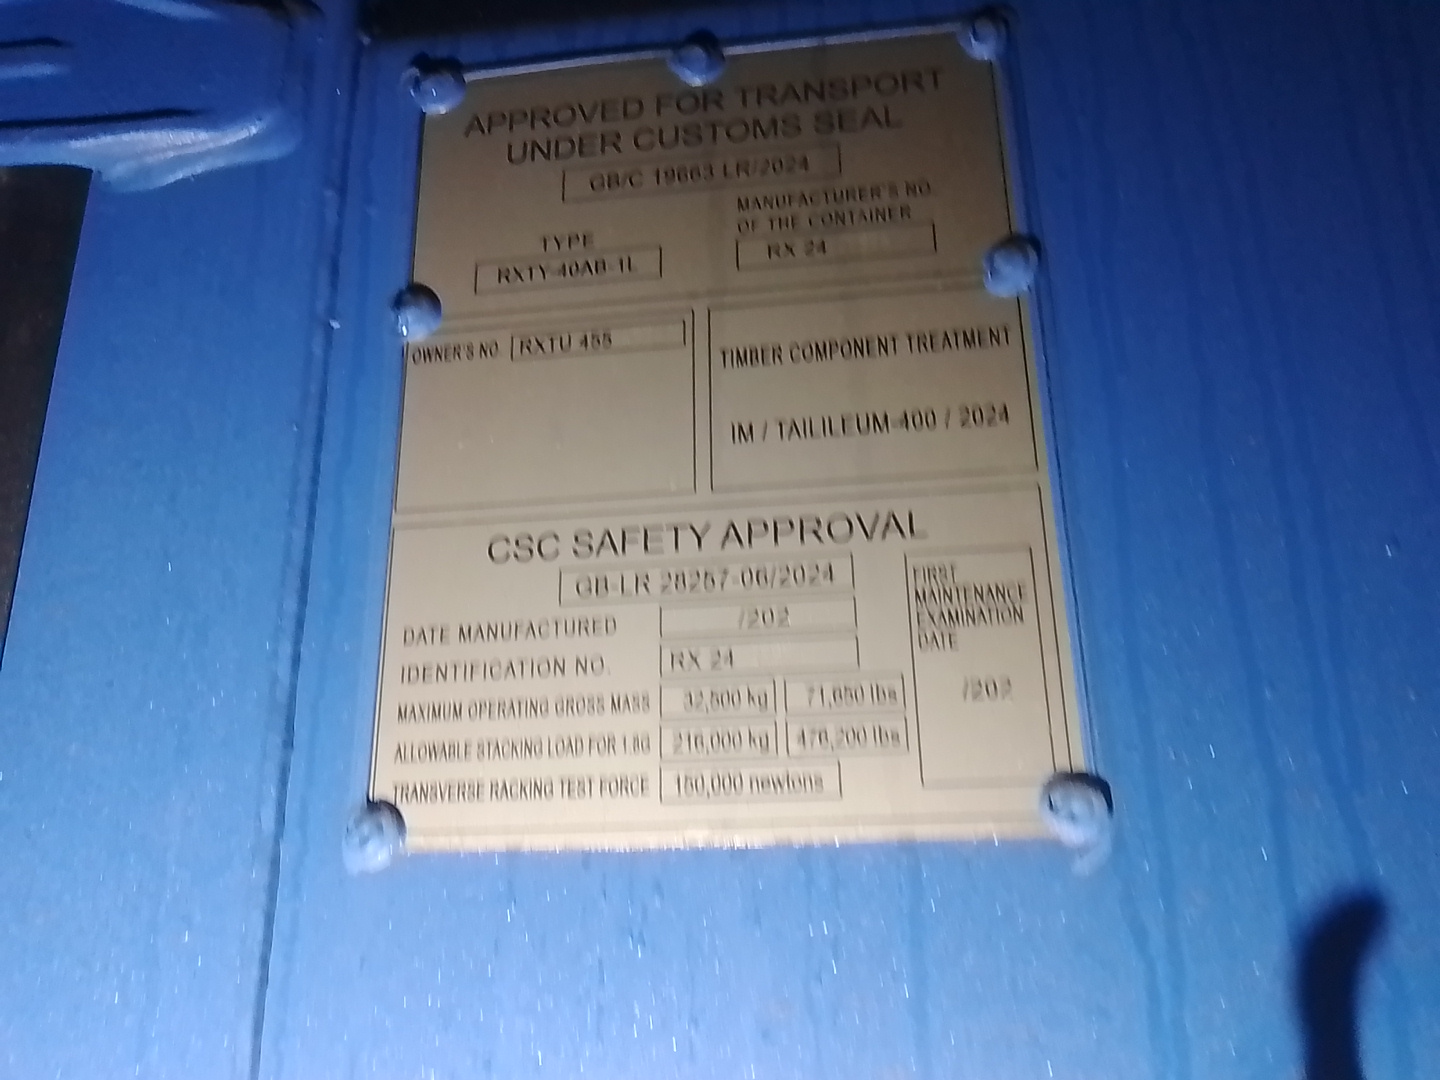 APPROVED FOR TRANSPORT
UNDER CUSTOMS SEAL
GB/C 19663 LR/2024
TYPE
RXTY-40AB-1L
MANUFACTURER'S NO.
OF THE CONTAINER
RX 24
OWNER'S NO. RXTU 455
TIMBER COMPONENT TREATMENT
IM / TAILILEUM-400 / 2024
CSC SAFETY APPROVAL
GB-LR 28257-06/2024
DATE MANUFACTURED /202
IDENTIFICATION NO. RX 24
MAXIMUM OPERATING GROSS MASS 32,500 kg 71,650 lbs
ALLOWABLE STACKING LOAD FOR 1.8G 216,000 kg 476,200 lbs
TRANSVERSE RACKING TEST FORCE 150,000 newtons
FIRST
MAINTENANCE
EXAMINATION
DATE
/202